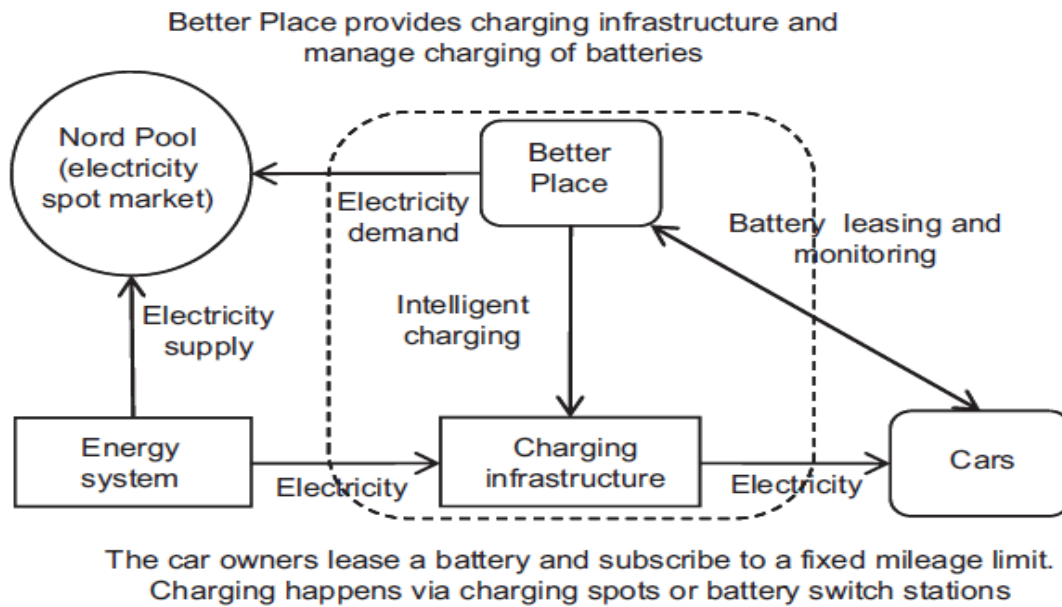 Better Place provides charging infrastructure and
manage charging of batteries
Nord Pool
(electricity
spot market)
Better
Place
Electricity
demand
Battery leasing and
monitoring
Intelligent
charging
Electricity
supply
Energy
system
Charging
infrastructure
Cars
Electricity
Electricity
The car owners lease a battery and subscribe to a fixed mileage limit.
Charging happens via charging spots or battery switch stations